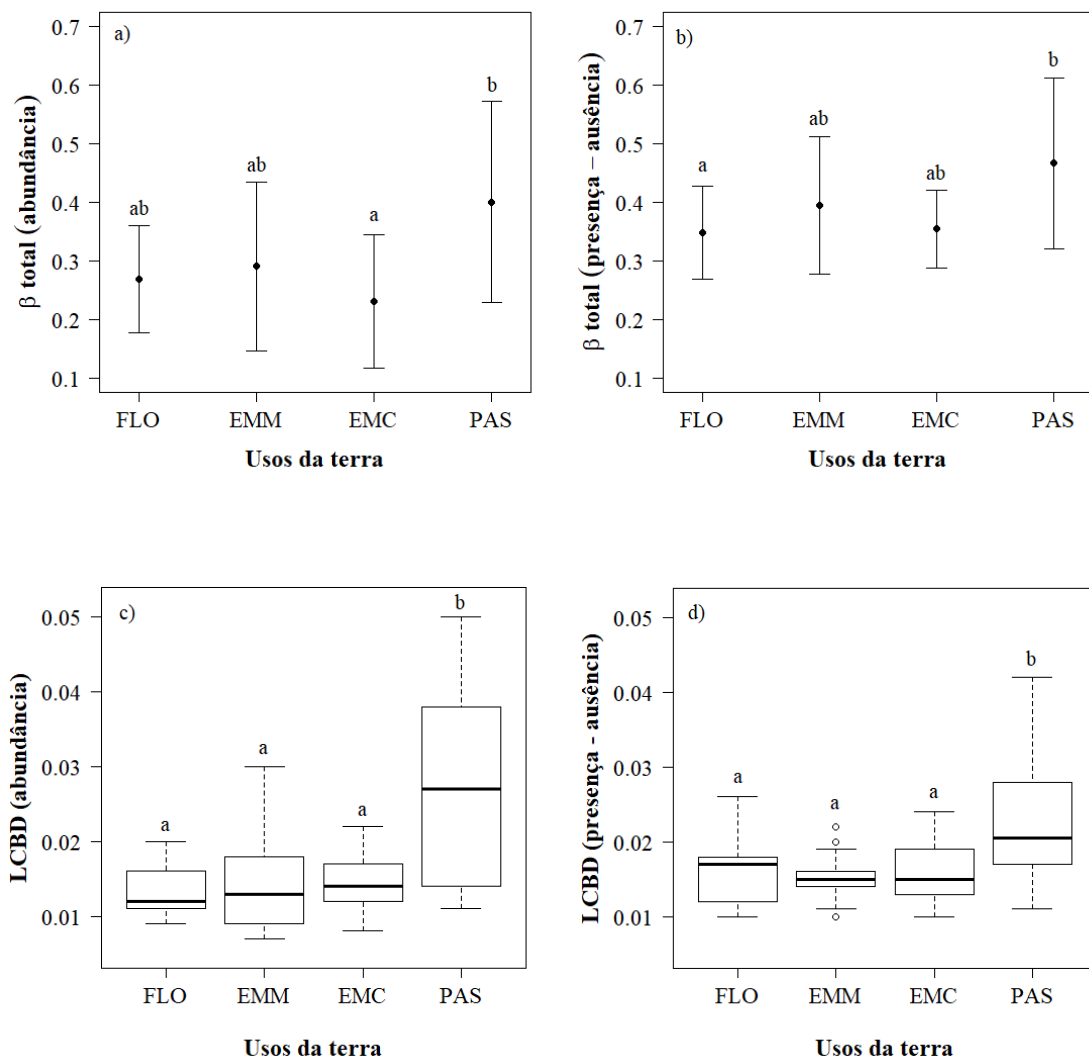 a)
β total (abundância)
0.7
0.6
0.5
0.4
0.3
0.2
0.1
ab
ab
a
b
FLO EMM EMC PAS
Usos da terra
b)
β total (presença – ausência)
0.7
0.6
0.5
0.4
0.3
0.2
0.1
a
ab
ab
b
FLO EMM EMC PAS
Usos da terra
c)
LCBD (abundância)
0.05
0.04
0.03
0.02
0.01
a
a
a
b
FLO EMM EMC PAS
Usos da terra
d)
LCBD (presença - ausência)
0.05
0.04
0.03
0.02
0.01
a
a
a
b
FLO EMM EMC PAS
Usos da terra